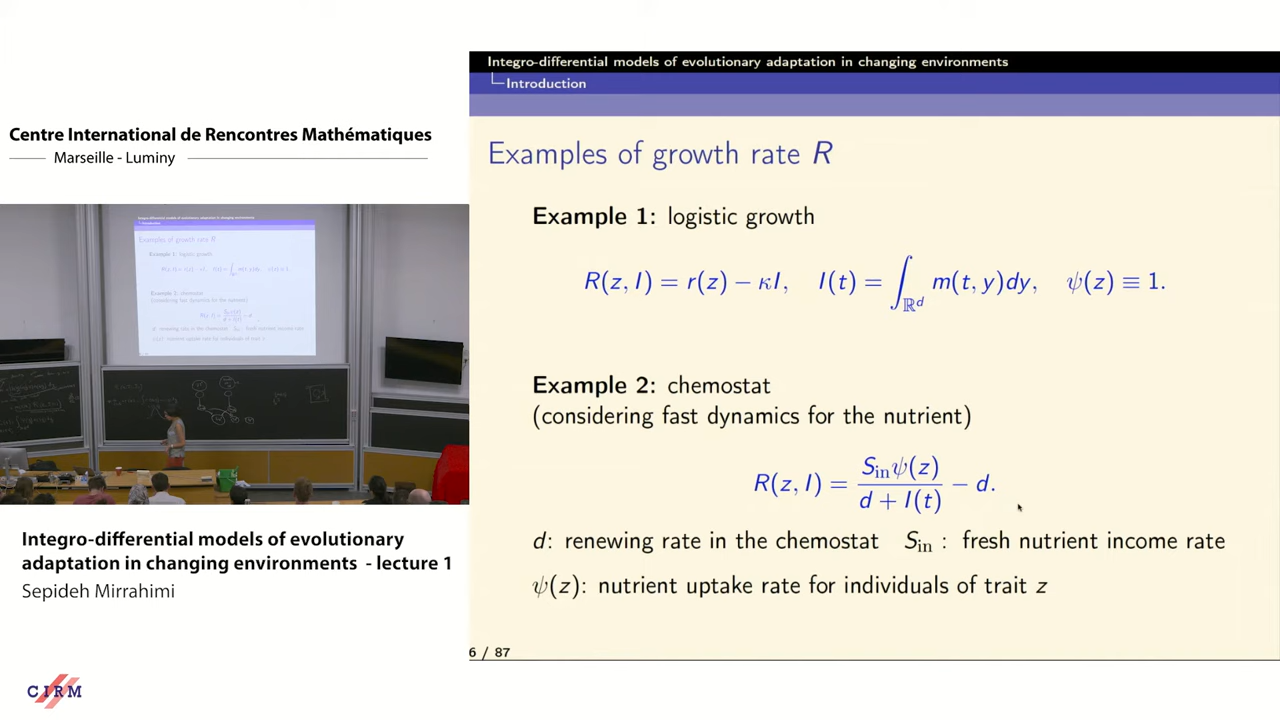 Centre International de Rencontres Mathématiques
Marseille - Luminy
Integro-differential models of evolutionary
adaptation in changing environments - lecture 1
Sepideh Mirrahimi
CIRM
Integro-differential models of evolutionary adaptation in changing environments
Introduction
Examples of growth rate R
Example 1: logistic growth
R(z, I) = r(z) − κI, I(t) = ∫_{ℝ^d} m(t, y)dy, ψ(z) ≡ 1.
Example 2: chemostat
(considering fast dynamics for the nutrient)
R(z, I) = S_in ψ(z) / (d + I(t)) − d.
d: renewing rate in the chemostat S_in : fresh nutrient income rate
ψ(z): nutrient uptake rate for individuals of trait z
6 / 87